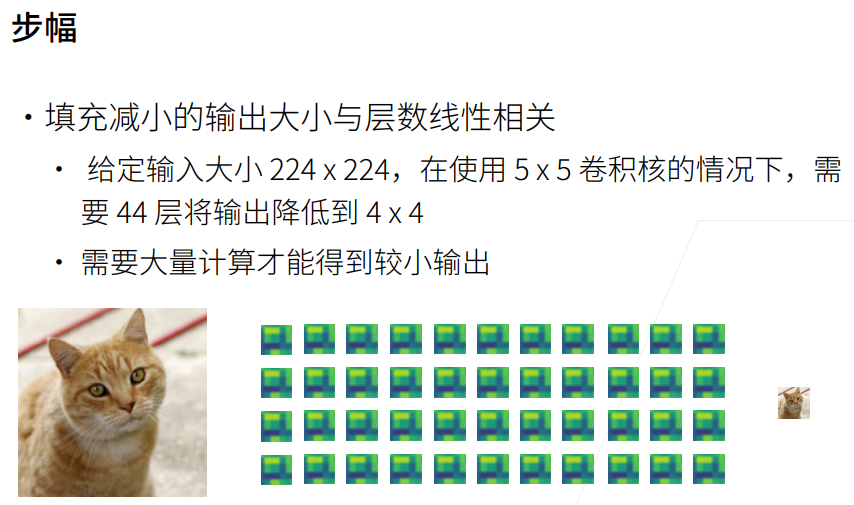 步幅
• 填充减小的输出大小与层数线性相关
• 给定输入大小 224 x 224，在使用 5 x 5 卷积核的情况下，需
要 44 层将输出降低到 4 x 4
• 需要大量计算才能得到较小输出